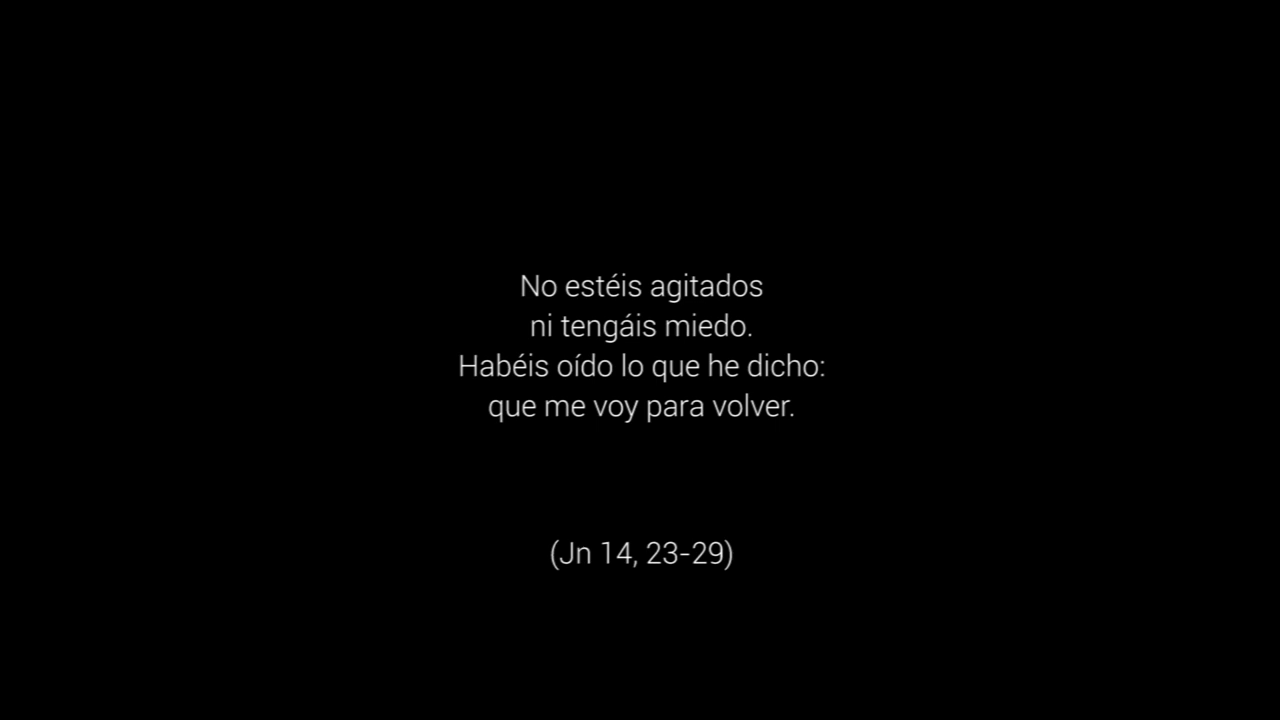 No estéis agitados
ni tengáis miedo.
Habéis oído lo que he dicho:
que me voy para volver.
(Jn 14, 23-29)